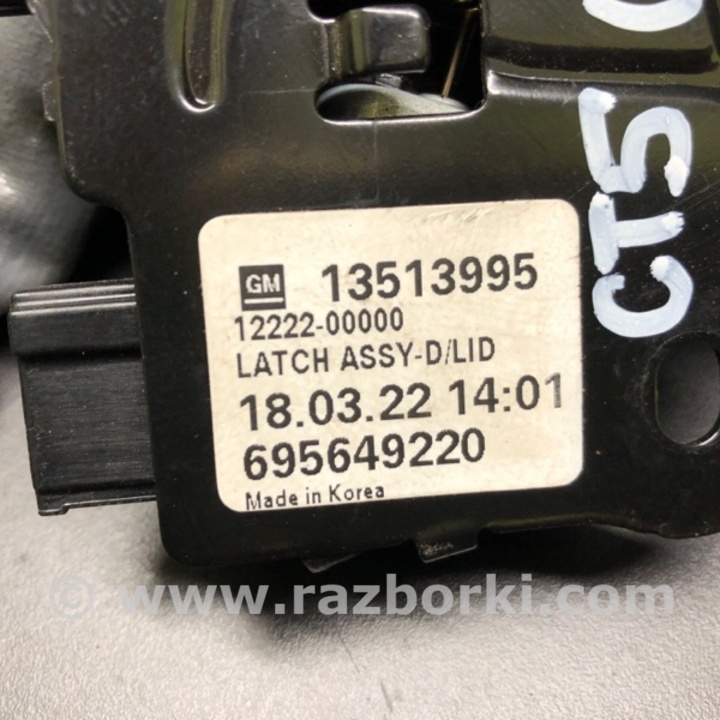 GM 13513995
12222-00000
LATCH ASSY-D/LID
18.03.22 14:01
695649220
Made in Korea
CT5
© www.razborki.com